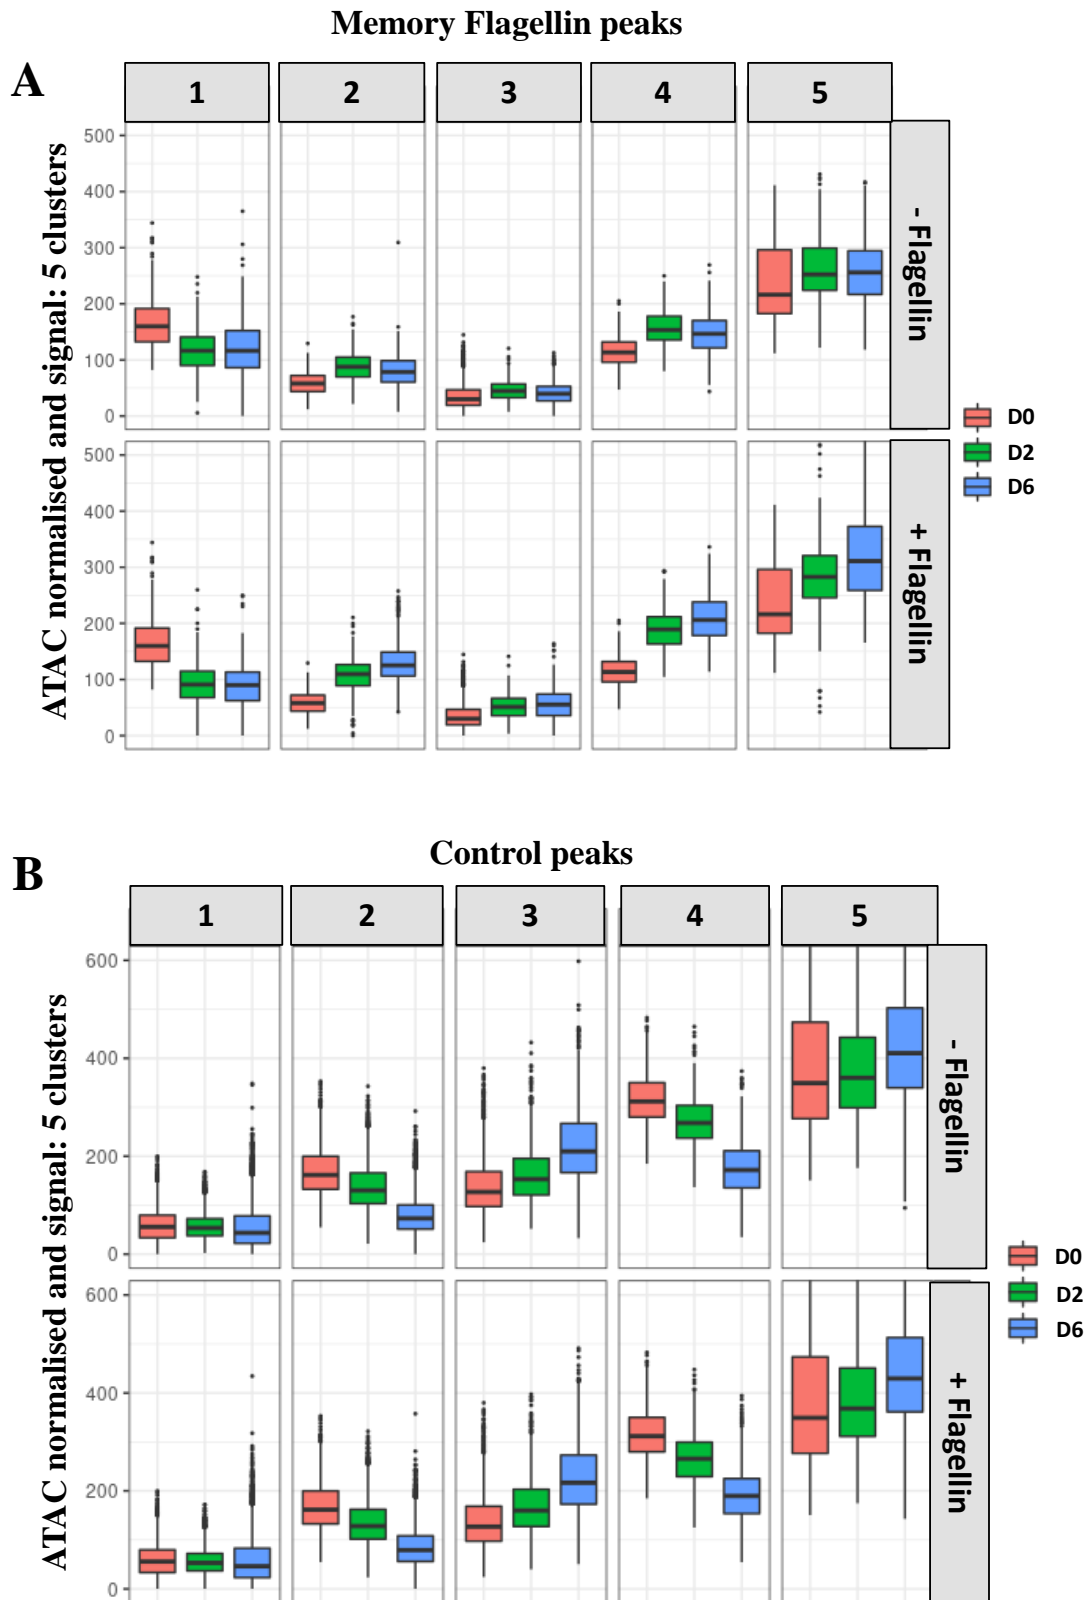 Memory Flagellin peaks
A
1 2 3 4 5
ATAC normalised and signal: 5 clusters
500
400
300
200
100
0
- Flagellin
500
400
300
200
100
0
+ Flagellin
D0
D2
D6
Control peaks
B
1 2 3 4 5
ATAC normalised and signal: 5 clusters
600
400
200
0
- Flagellin
600
400
200
0
+ Flagellin
D0
D2
D6